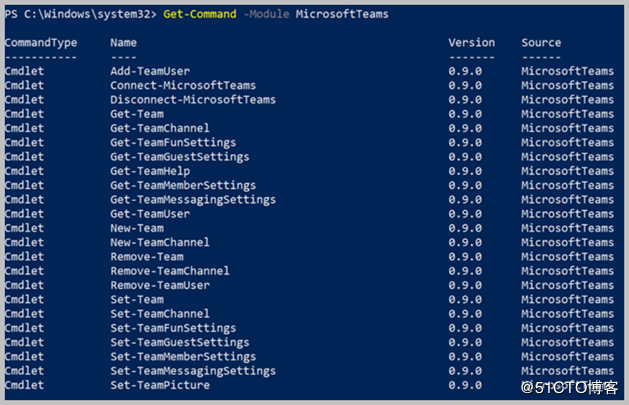 PS C:\Windows\system32> Get-Command -Module MicrosoftTeams
CommandType Name Version Source
----------- ---- ------- ------
Cmdlet Add-TeamUser 0.9.0 MicrosoftTeams
Cmdlet Connect-MicrosoftTeams 0.9.0 MicrosoftTeams
Cmdlet Disconnect-MicrosoftTeams 0.9.0 MicrosoftTeams
Cmdlet Get-Team 0.9.0 MicrosoftTeams
Cmdlet Get-TeamChannel 0.9.0 MicrosoftTeams
Cmdlet Get-TeamFunSettings 0.9.0 MicrosoftTeams
Cmdlet Get-TeamGuestSettings 0.9.0 MicrosoftTeams
Cmdlet Get-TeamHelp 0.9.0 MicrosoftTeams
Cmdlet Get-TeamMemberSettings 0.9.0 MicrosoftTeams
Cmdlet Get-TeamMessagingSettings 0.9.0 MicrosoftTeams
Cmdlet Get-TeamUser 0.9.0 MicrosoftTeams
Cmdlet New-Team 0.9.0 MicrosoftTeams
Cmdlet New-TeamChannel 0.9.0 MicrosoftTeams
Cmdlet Remove-Team 0.9.0 MicrosoftTeams
Cmdlet Remove-TeamChannel 0.9.0 MicrosoftTeams
Cmdlet Remove-TeamUser 0.9.0 MicrosoftTeams
Cmdlet Set-Team 0.9.0 MicrosoftTeams
Cmdlet Set-TeamChannel 0.9.0 MicrosoftTeams
Cmdlet Set-TeamFunSettings 0.9.0 MicrosoftTeams
Cmdlet Set-TeamGuestSettings 0.9.0 MicrosoftTeams
Cmdlet Set-TeamMemberSettings 0.9.0 MicrosoftTeams
Cmdlet Set-TeamMessagingSettings 0.9.0 MicrosoftTeams
Cmdlet Set-TeamPicture 0.9.0
@51CTO博客